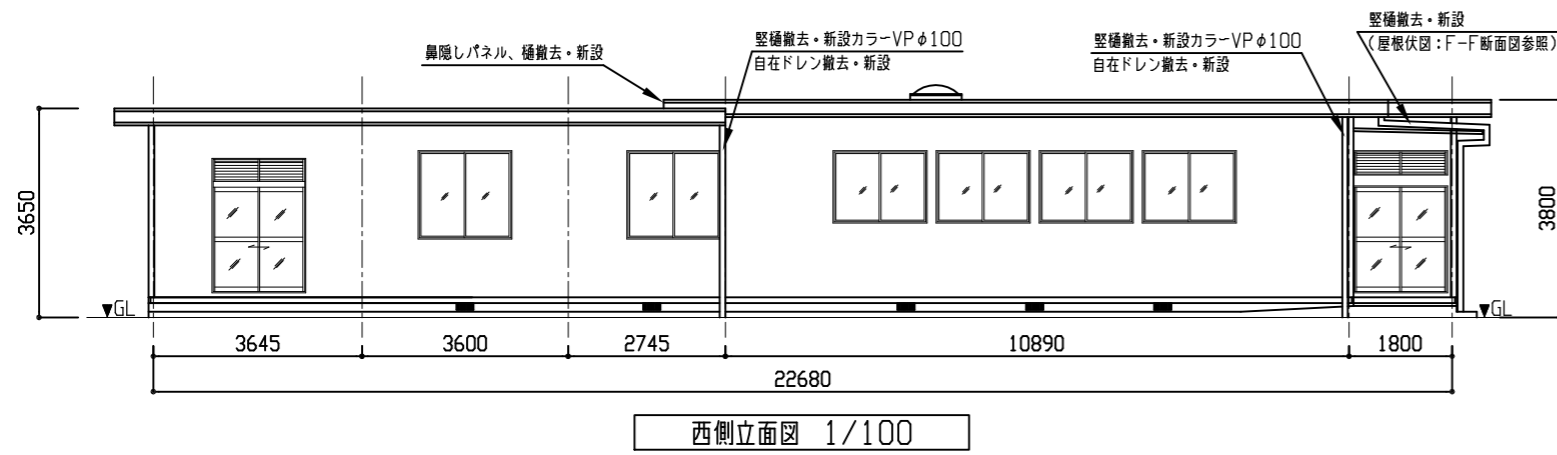 鼻隠しパネル、樋撤去・新設
竪樋撤去・新設カラーVPφ100
自在ドレン撤去・新設
竪樋撤去・新設カラーVPφ100
自在ドレン撤去・新設
竪樋撤去・新設
(屋根伏図:F-F断面図参照)
3650
3800
▼GL
▼GL
3645
3600
2745
10890
1800
22680
西側立面図 1/100